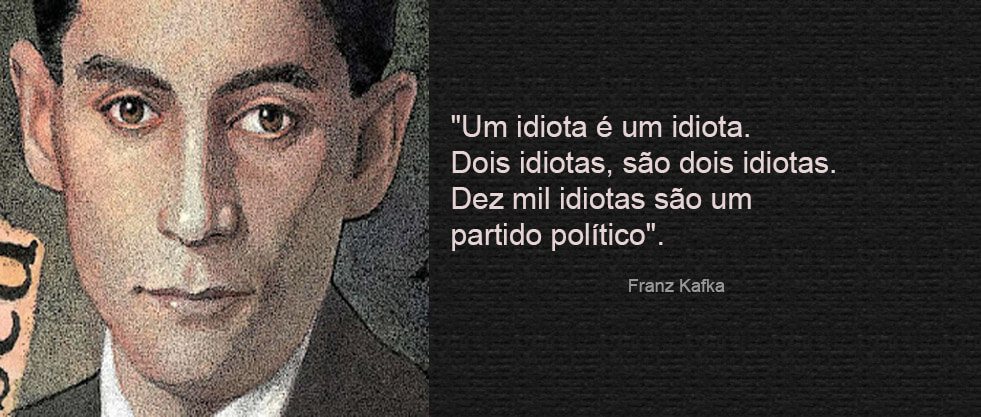 "Um idiota é um idiota.
Dois idiotas, são dois idiotas.
Dez mil idiotas são um
partido político".
Franz Kafka